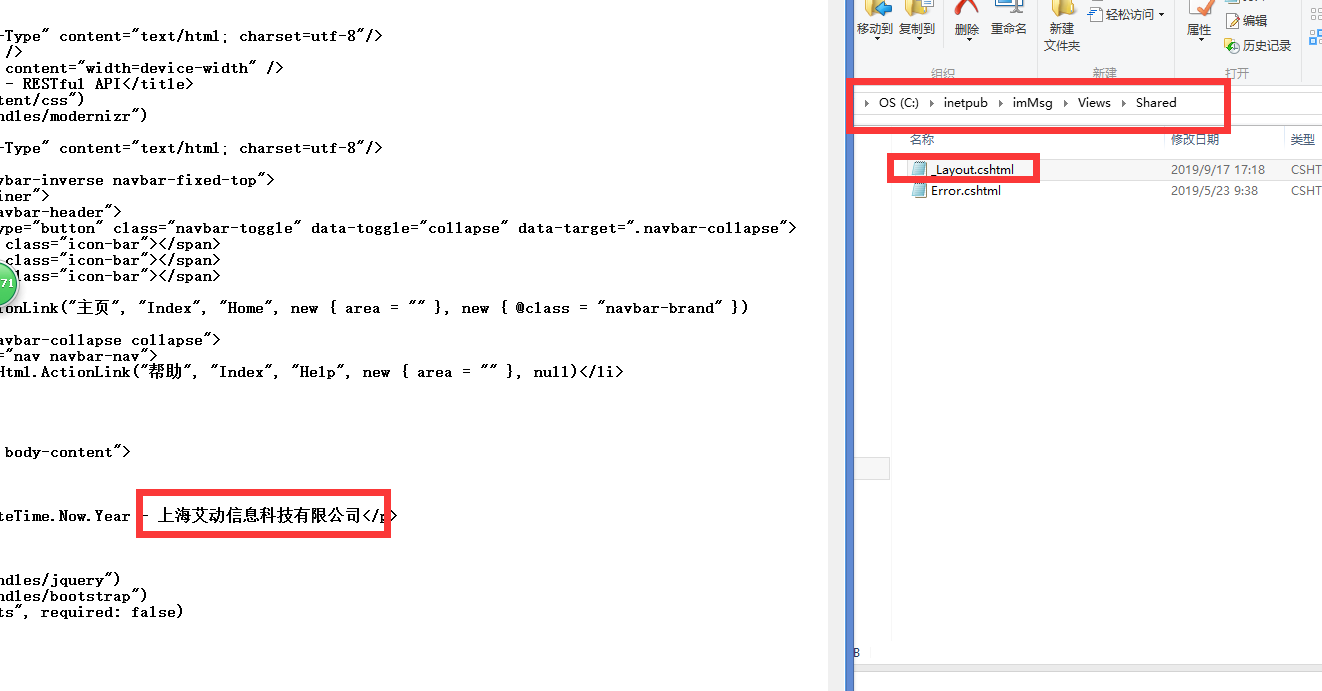 -Type" content="text/html; charset=utf-8"/>
/>
content="width=device-width" />
- RESTful API</title>
tent/css")
ndles/modernizr")
-Type" content="text/html; charset=utf-8"/>
vbar-inverse navbar-fixed-top">
iner">
avbar-header">
ype="button" class="navbar-toggle" data-toggle="collapse" data-target=".navbar-collapse">
class="icon-bar"></span>
class="icon-bar"></span>
class="icon-bar"></span>
71
onLink("主页", "Index", "Home", new { area = "" }, new { @class = "navbar-brand" })
avbar-collapse collapse">
="nav navbar-nav">
Html.ActionLink("帮助", "Index", "Help", new { area = "" }, null)</li>
body-content">
teTime.Now.Year - 上海艾动信息科技有限公司</p>
ndles/jquery")
ndles/bootstrap")
ts", required: false)
移动到 复制到 删除 重命名 新建文件夹 轻松访问 属性 编辑 历史记录
组织 新建 打开
OS (C:) inetpub imMsg Views Shared
名称 修改日期 类型
_Layout.cshtml 2019/9/17 17:18 CSHT
Error.cshtml 2019/5/23 9:38 CSHT
B